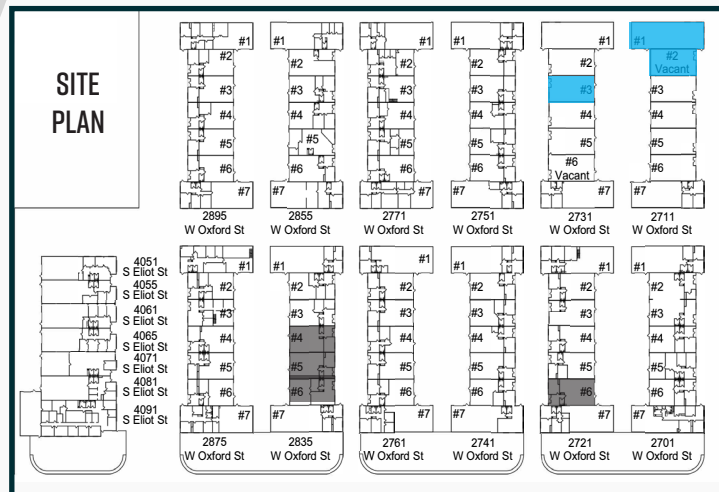 SITE
PLAN
#1 #1 #1 #1 #1 #1
#2 #2 #2 #2 #2 #2
Vacant
#3 #3 #3 #3 #3 #3
#4 #4 #4 #4 #4 #4
#5 #5 #5 #5 #5 #5
#6 #6 #6 #6 #6 #6
Vacant
#7 #7 #7 #7 #7 #7
2895 2855 2771 2751 2731 2711
W Oxford St W Oxford St W Oxford St W Oxford St W Oxford St W Oxford St
4051
S Eliot St
4055
S Eliot St
4061
S Eliot St
4065
S Eliot St
4071
S Eliot St
4081
S Eliot St
4091
S Eliot St
#1 #1 #1 #1 #1 #1
#2 #2 #2 #2 #2 #2
#3 #3 #3 #3 #3 #3
#4 #4 #4 #4 #4 #4
#5 #5 #5 #5 #5 #5
#6 #6 #6 #6 #6 #6
#7 #7 #7 #7 #7 #7
2875 2835 2761 2741 2721 2701
W Oxford St W Oxford St W Oxford St W Oxford St W Oxford St W Oxford St